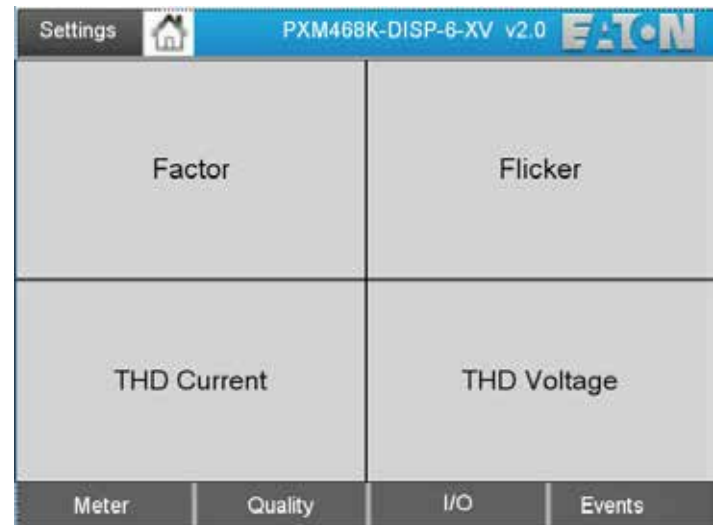 Settings PXM468K-DISP-6-XV v2.0 EATON
Factor Flicker
THD Current THD Voltage
Meter Quality I/O Events